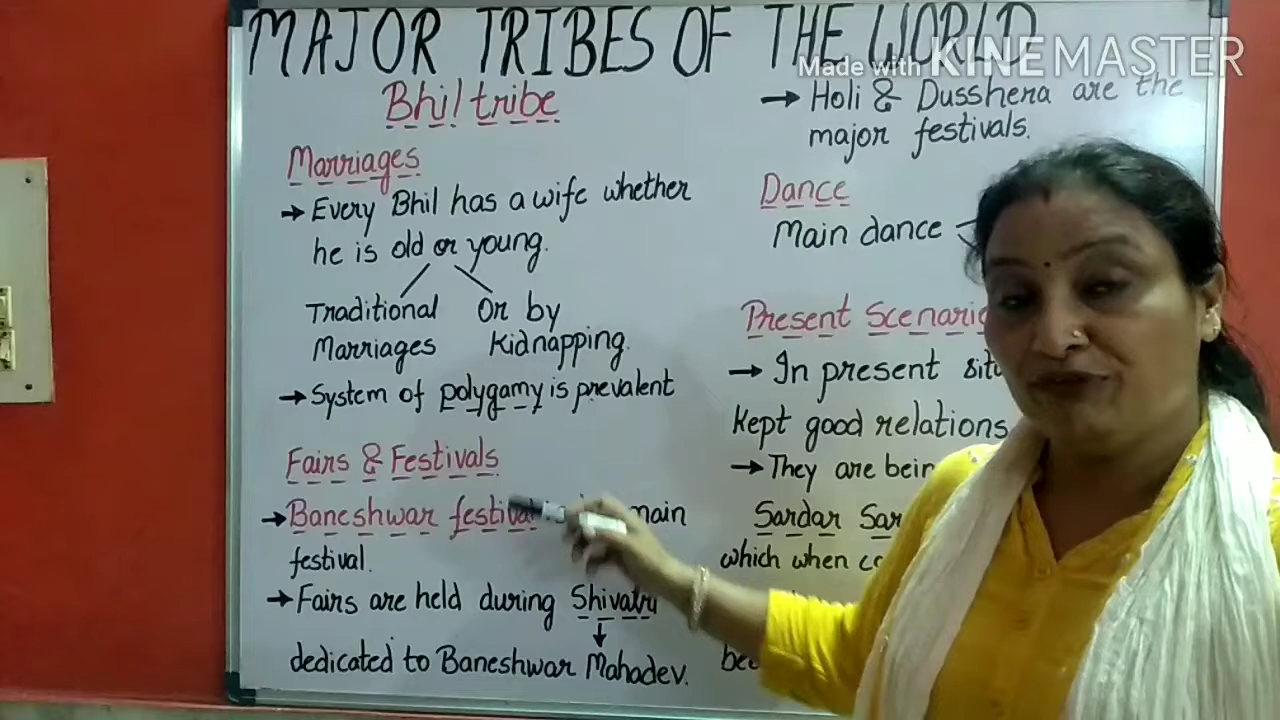 MAJOR TRIBES OF THE WORLD
Made with KINEMASTER
Bhil tribe
Marriages
→ Every Bhil has a wife whether
he is old or young.
Traditional Or by
Marriages Kidnapping.
→ System of polygamy is prevalent
Fairs & Festivals
→ Baneshwar festival main
festival.
→ Fairs are held during Shivatri
dedicated to Baneshwar Mahadev.
→ Holi & Dusshera are the
major festivals.
Dance
Main dance
Present Scenario
→ In present
kept good relations
→ They are
Sardar
which when